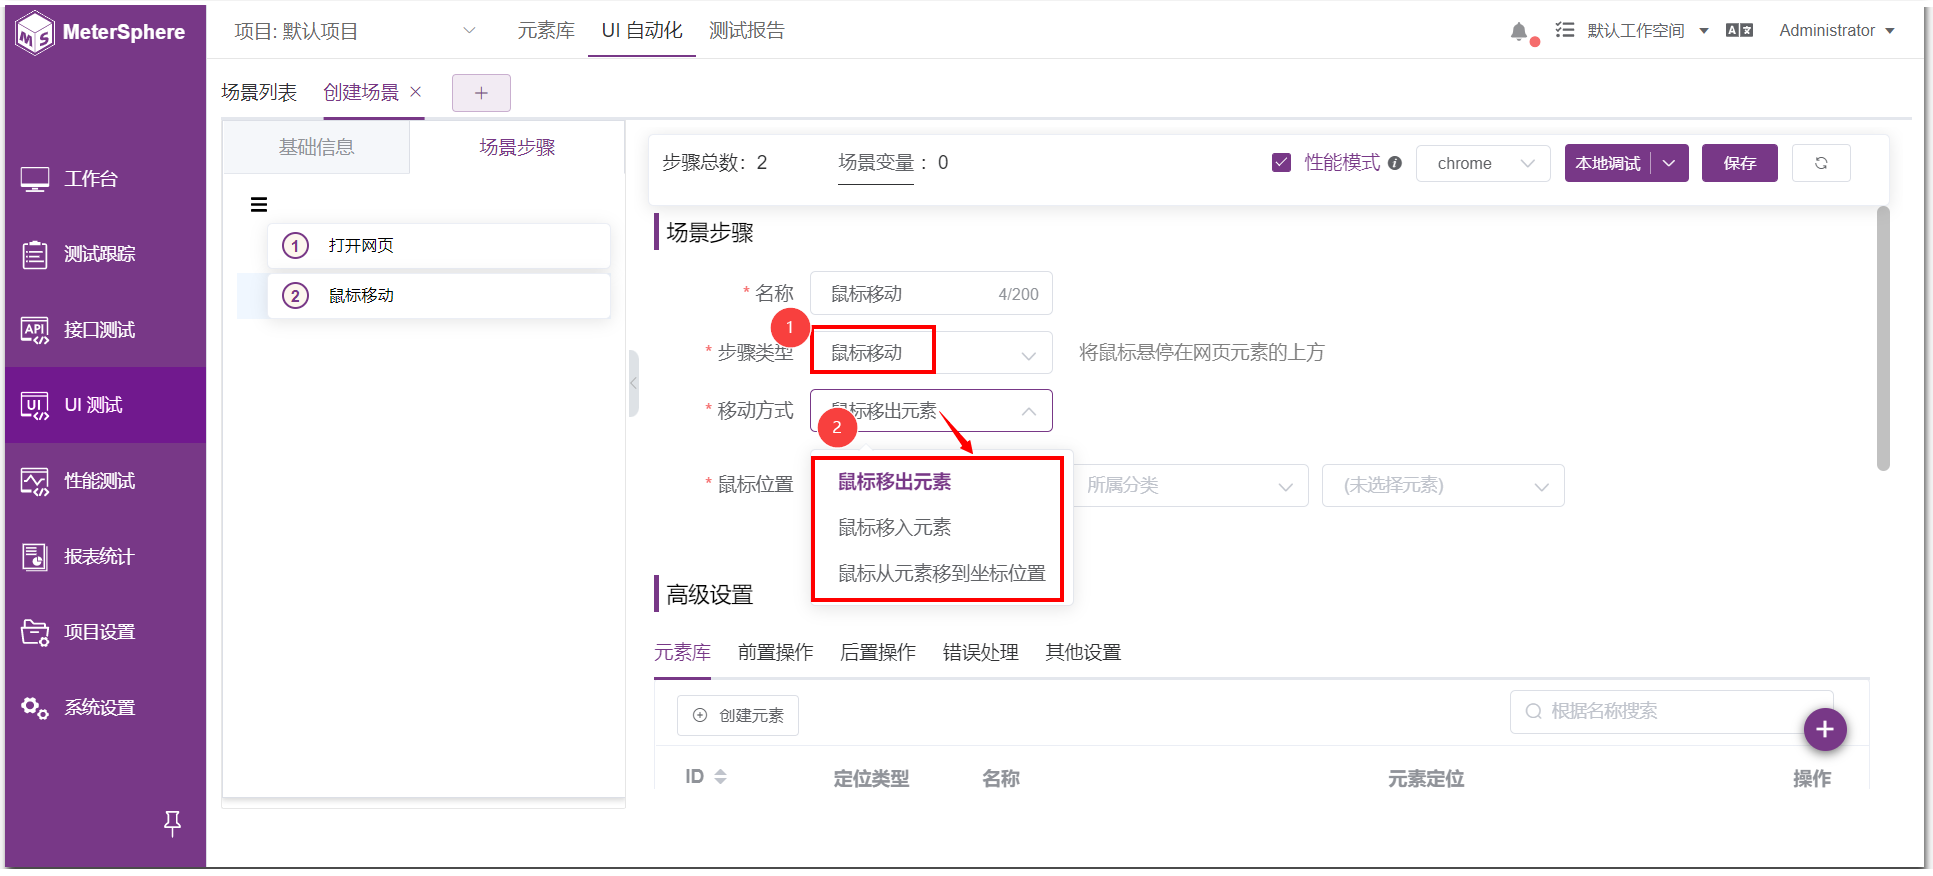 MeterSphere
项目: 默认项目
元素库
UI 自动化
测试报告
默认工作空间
Administrator
场景列表
创建场景
工作台
测试跟踪
接口测试
UI 测试
性能测试
报表统计
项目设置
系统设置
基础信息
场景步骤
1 打开网页
2 鼠标移动
步骤总数：2
场景变量：0
性能模式
chrome
本地调试
保存
场景步骤
* 名称
鼠标移动
4/200
1
* 步骤类型
鼠标移动
将鼠标悬停在网页元素的上方
* 移动方式
鼠标移出元素
2
* 鼠标位置
鼠标移出元素
鼠标移入元素
鼠标从元素移到坐标位置
所属分类
(未选择元素)
高级设置
元素库
前置操作
后置操作
错误处理
其他设置
创建元素
根据名称搜索
ID
定位类型
名称
元素定位
操作